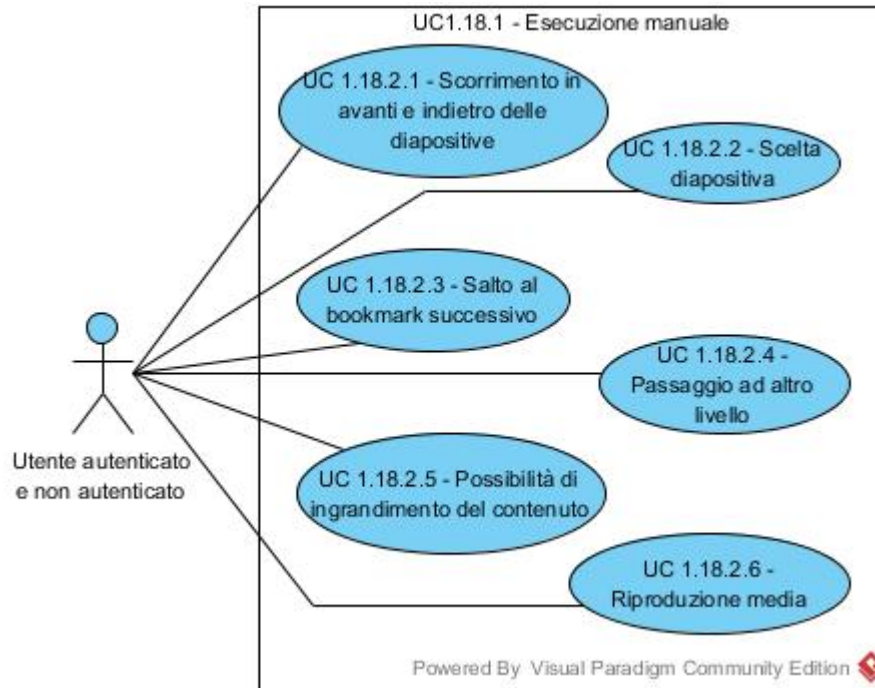 UC1.18.1 - Esecuzione manuale
UC 1.18.2.1 - Scorrimento in
avanti e indietro delle
diapositive
UC 1.18.2.2 - Scelta
diapositiva
UC 1.18.2.3 - Salto al
bookmark successivo
UC 1.18.2.4 -
Passaggio ad altro
livello
Utente autenticato
e non autenticato
UC 1.18.2.5 - Possibilità di
ingrandimento del contenuto
UC 1.18.2.6 -
Riproduzione media
Powered By Visual Paradigm Community Edition